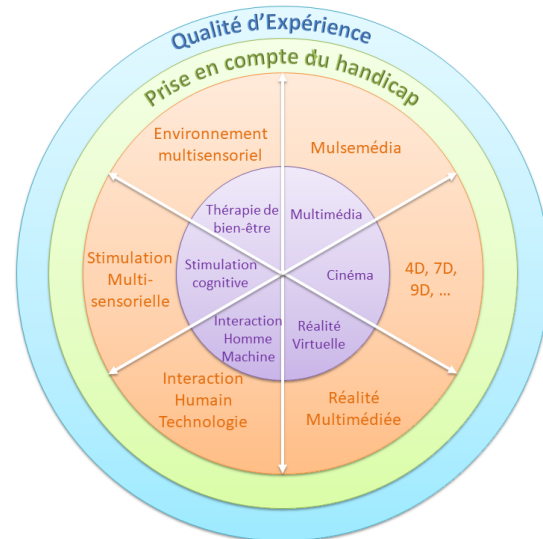 Qualité d'Expérience
Prise en compte du handicap
Environnement
multisensoriel
Mulsemédia
Thérapie de
bien-être
Multimédia
Stimulation
Multi-
sensorielle
Stimulation
cognitive
Cinéma
4D, 7D,
9D, ...
Interaction
Homme
Machine
Réalité
Virtuelle
Interaction
Humain
Technologie
Réalité
Multimédiée